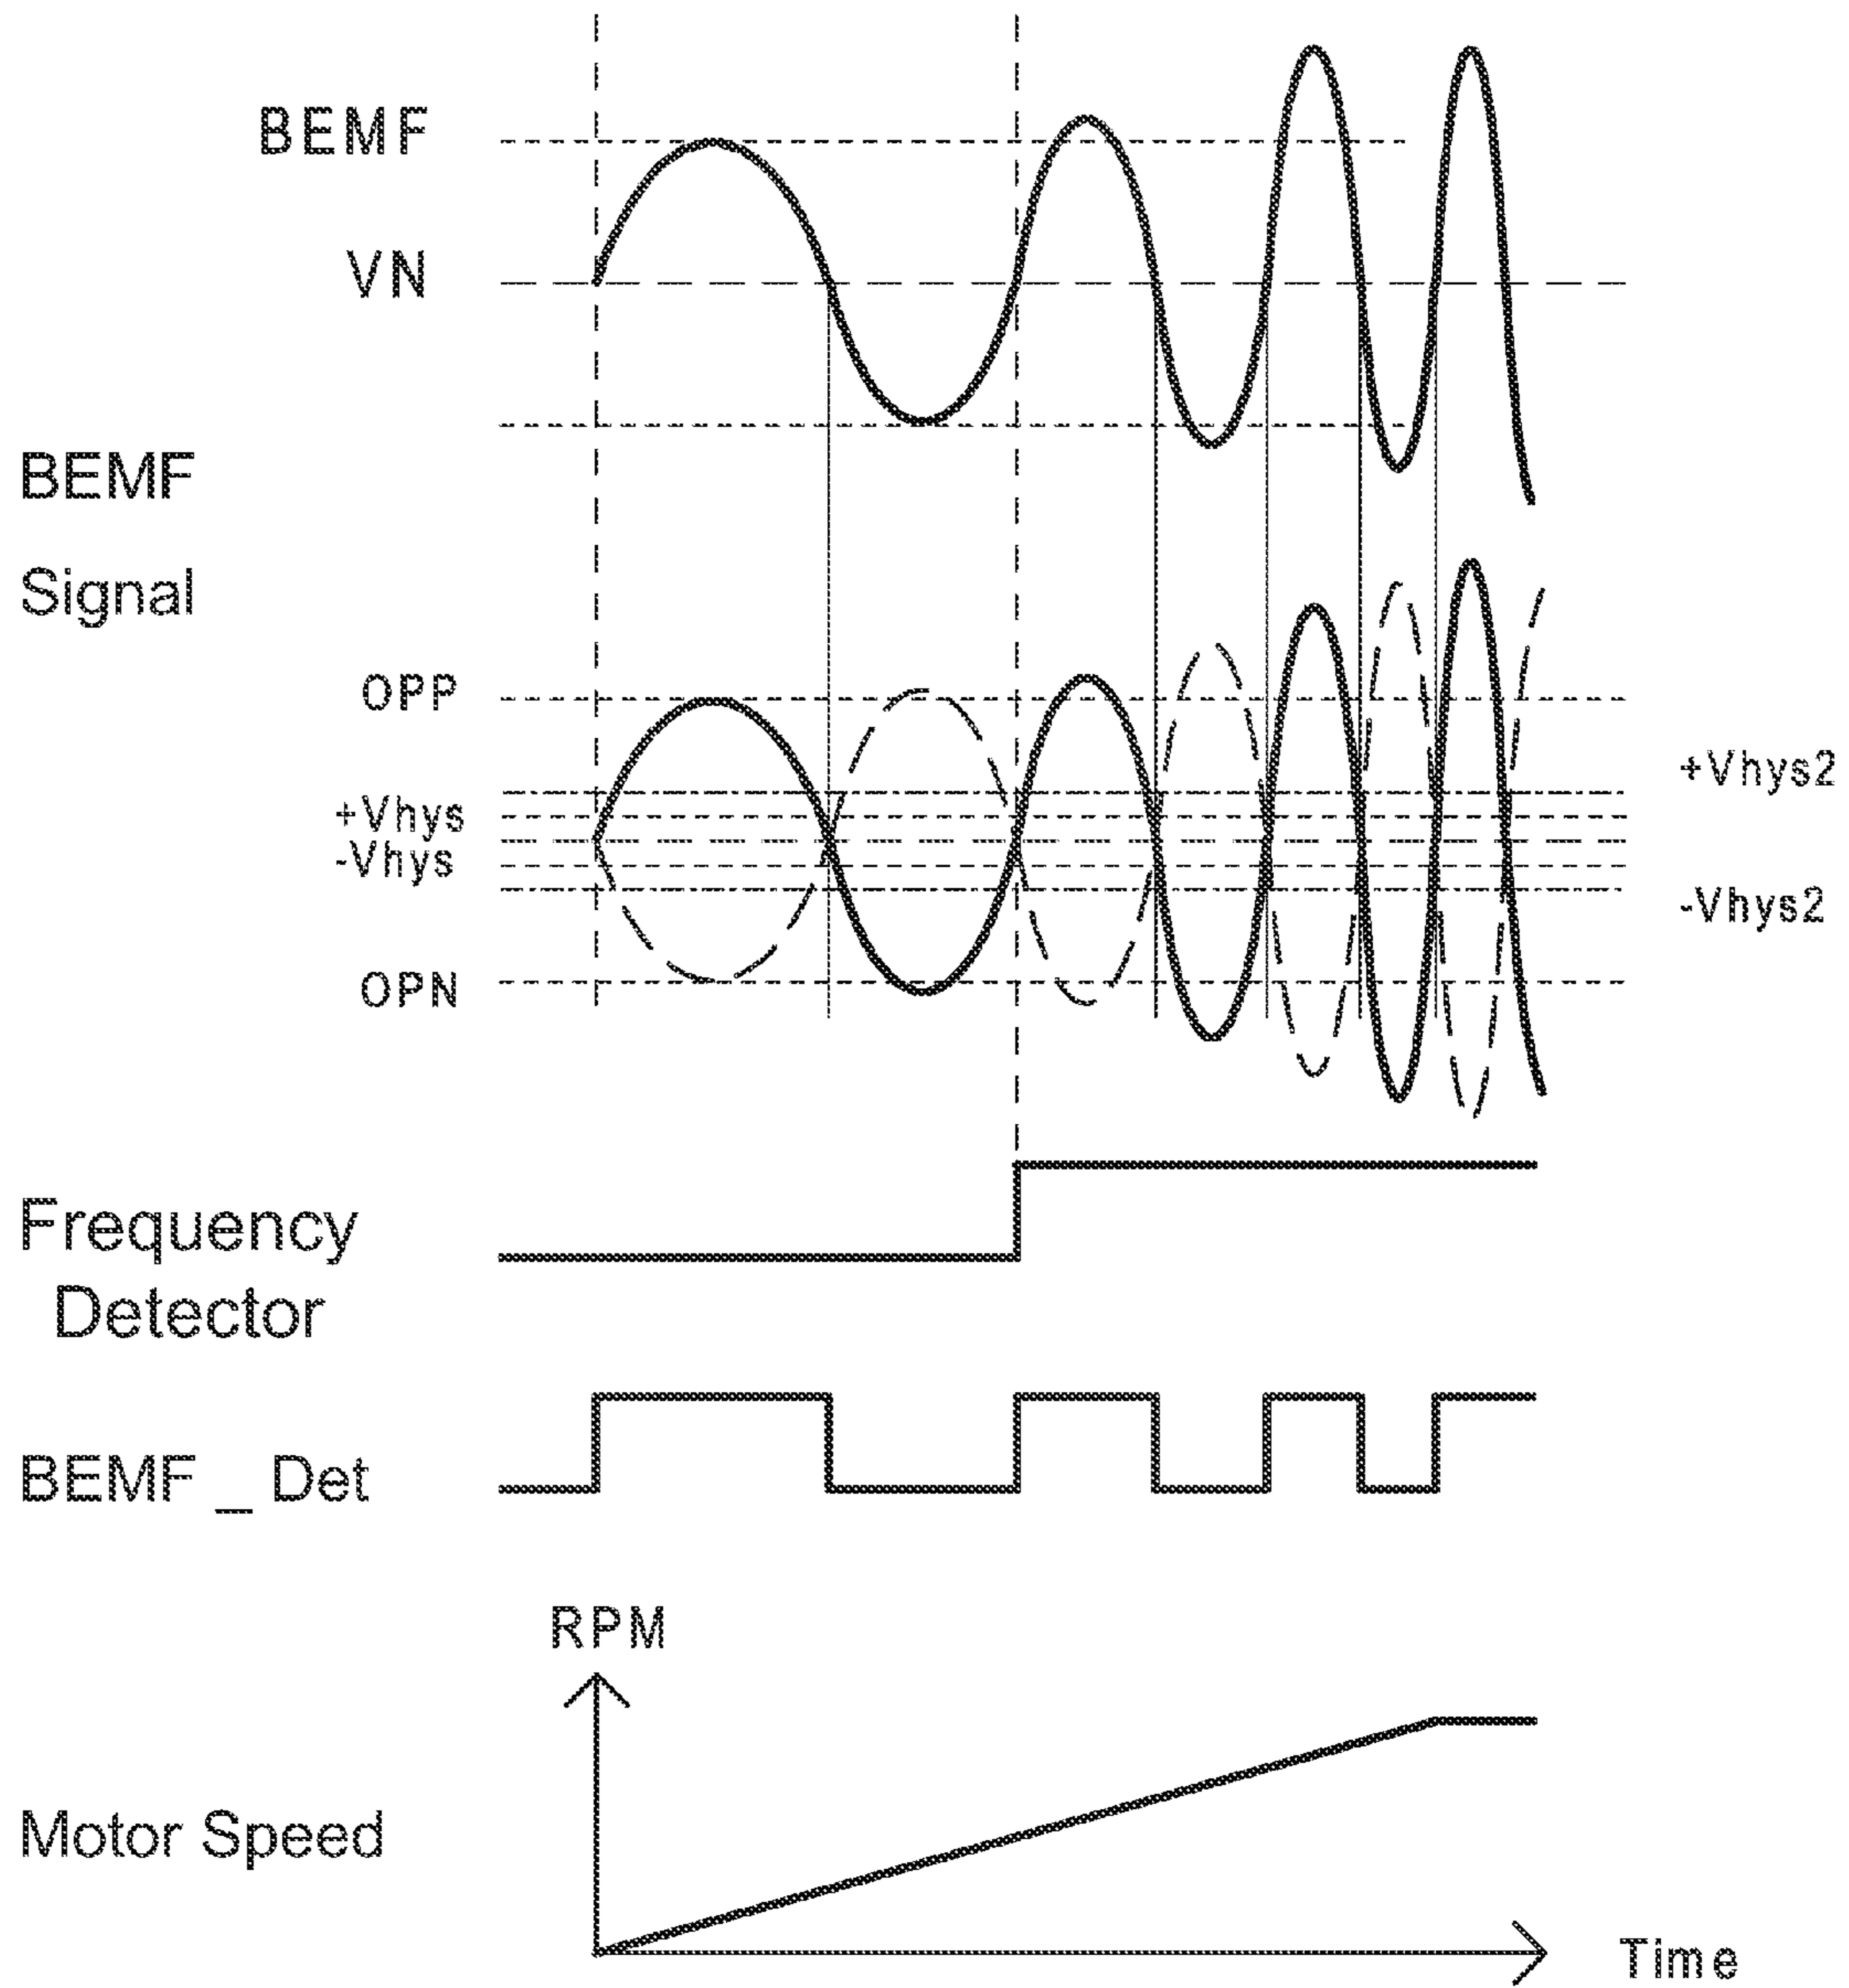 BEMF
VN
BEMF
Signal
OPP
+Vhys2
+Vhys
-Vhys
-Vhys2
OPN
Frequency
Detector
BEMF _ Det
RPM
Motor Speed
Time